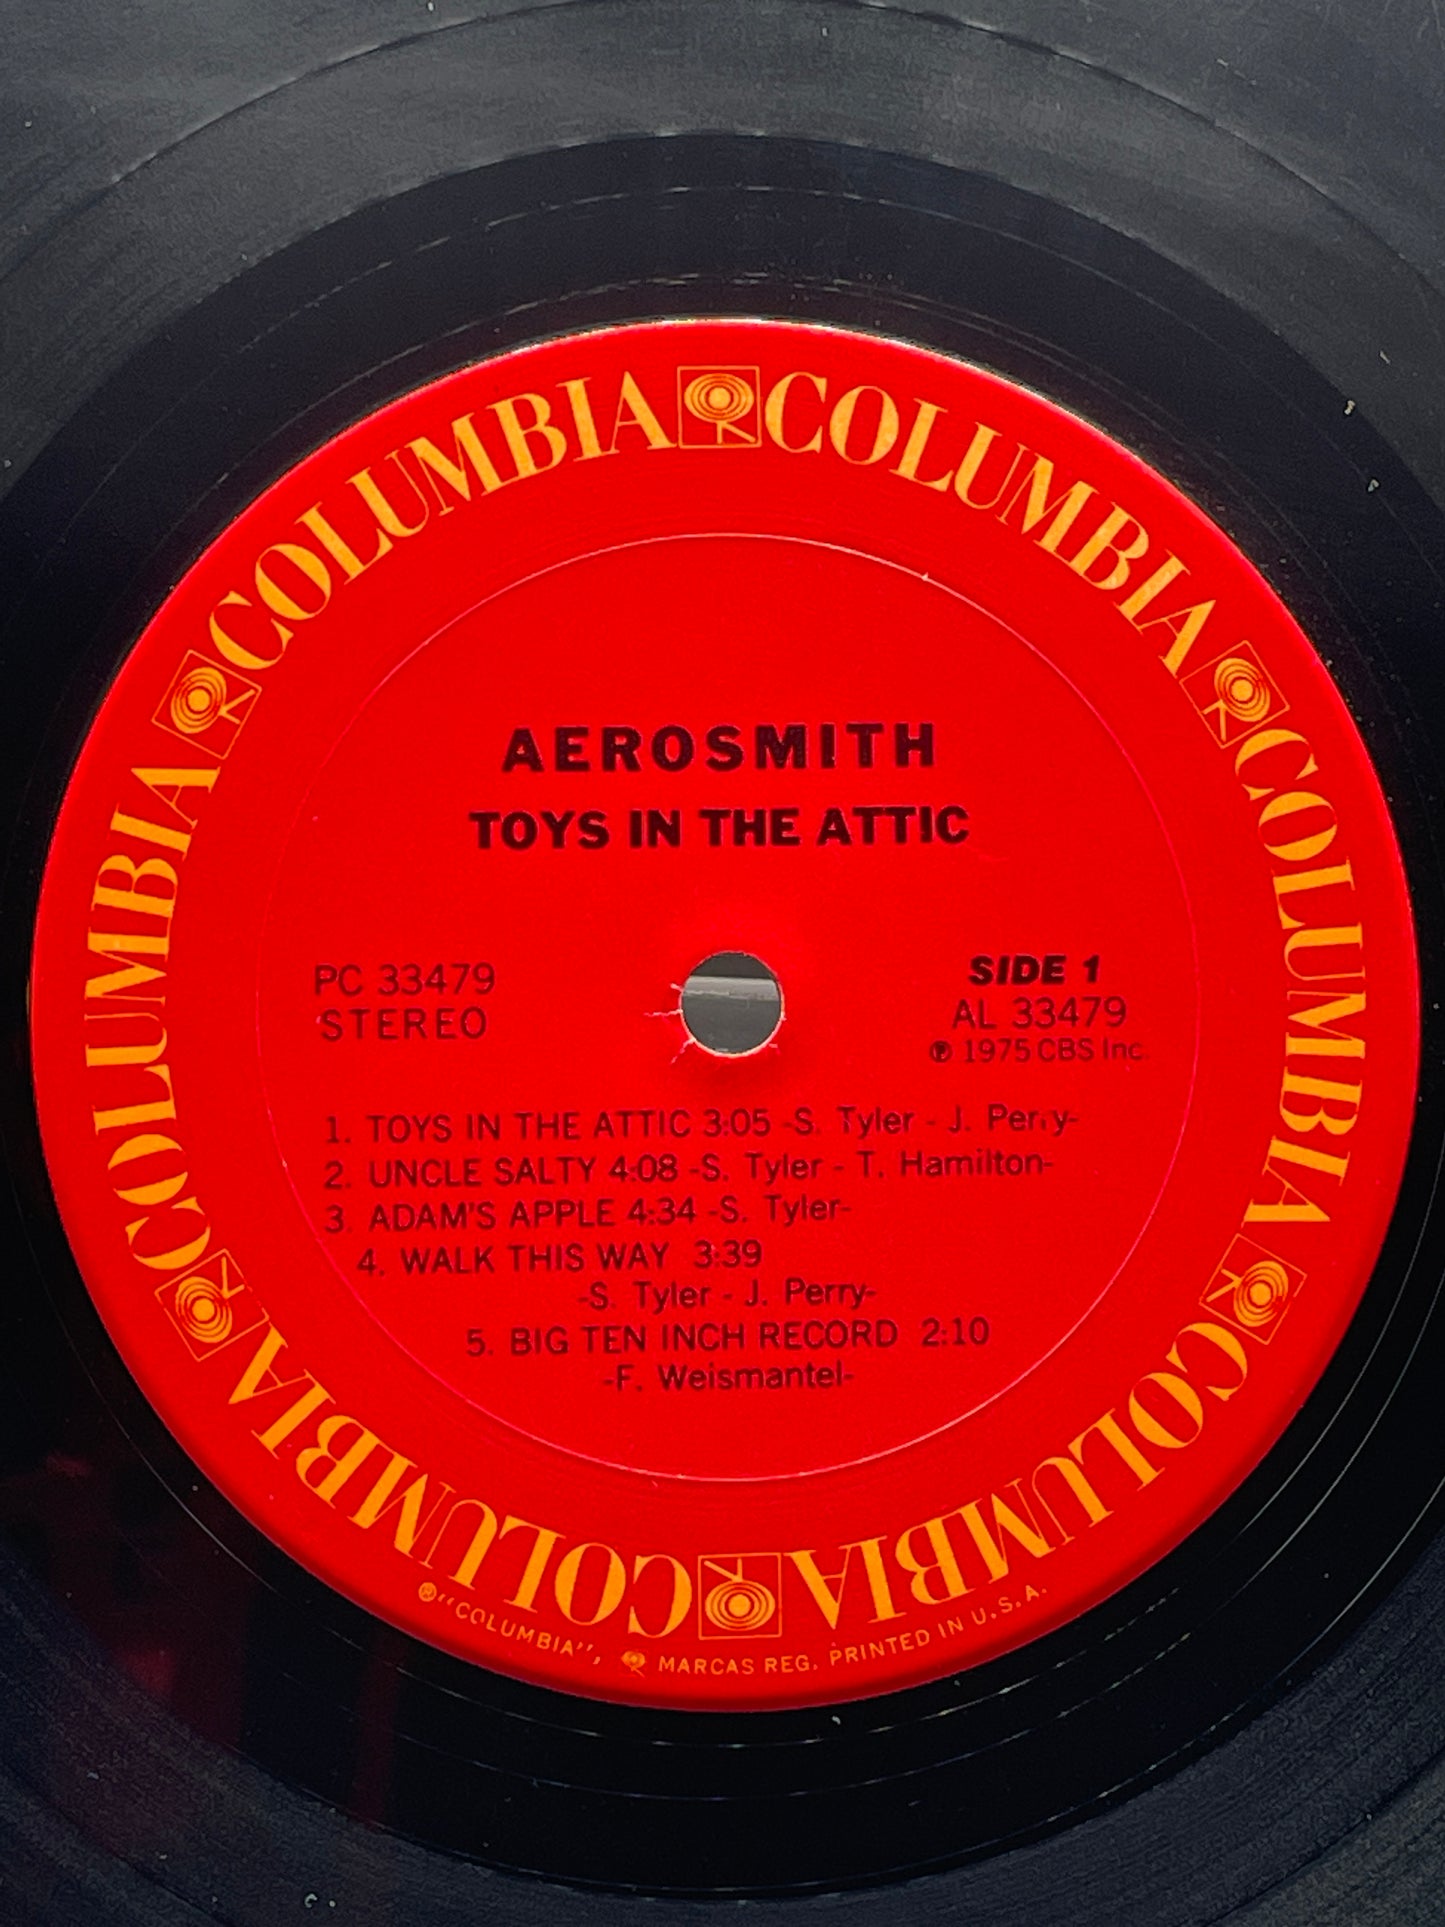 COLUMBIA COLUMBIA COLUMBIA COLUMBIA COLUMBIA COLUMBIA
AEROSMITH
TOYS IN THE ATTIC
PC 33479
STEREO
SIDE 1
AL 33479
℗ 1975 CBS Inc.
1. TOYS IN THE ATTIC 3:05 -S. Tyler - J. Perry-
2. UNCLE SALTY 4:08 -S. Tyler - T. Hamilton-
3. ADAM'S APPLE 4:34 -S. Tyler-
4. WALK THIS WAY 3:39
-S. Tyler - J. Perry-
5. BIG TEN INCH RECORD 2:10
-F. Weismantel-
® "COLUMBIA", MARCAS REG. PRINTED IN U.S.A.